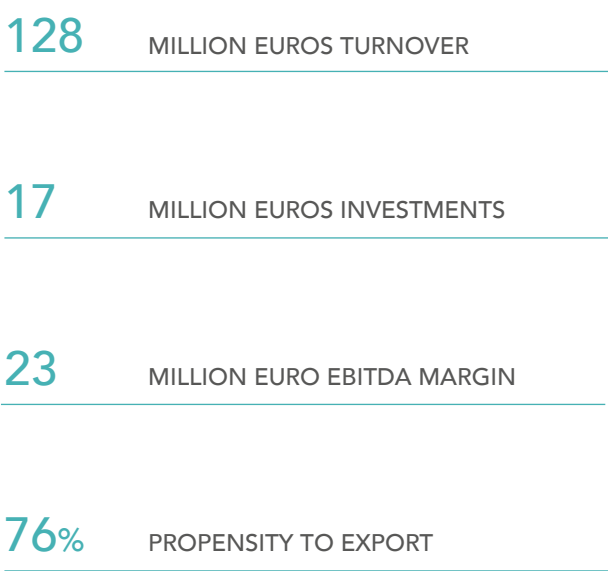 128 MILLION EUROS TURNOVER
17 MILLION EUROS INVESTMENTS
23 MILLION EURO EBITDA MARGIN
76% PROPENSITY TO EXPORT